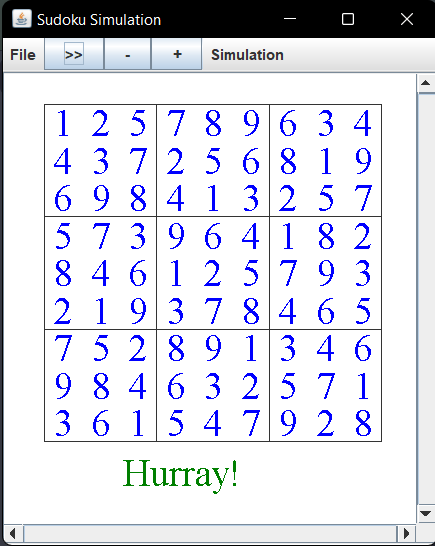 Sudoku Simulation
File >> - + Simulation
1 2 5 7 8 9 6 3 4
4 3 7 2 5 6 8 1 9
6 9 8 4 1 3 2 5 7
5 7 3 9 6 4 1 8 2
8 4 6 1 2 5 7 9 3
2 1 9 3 7 8 4 6 5
7 5 2 8 9 1 3 4 6
9 8 4 6 3 2 5 7 1
3 6 1 5 4 7 9 2 8
Hurray!